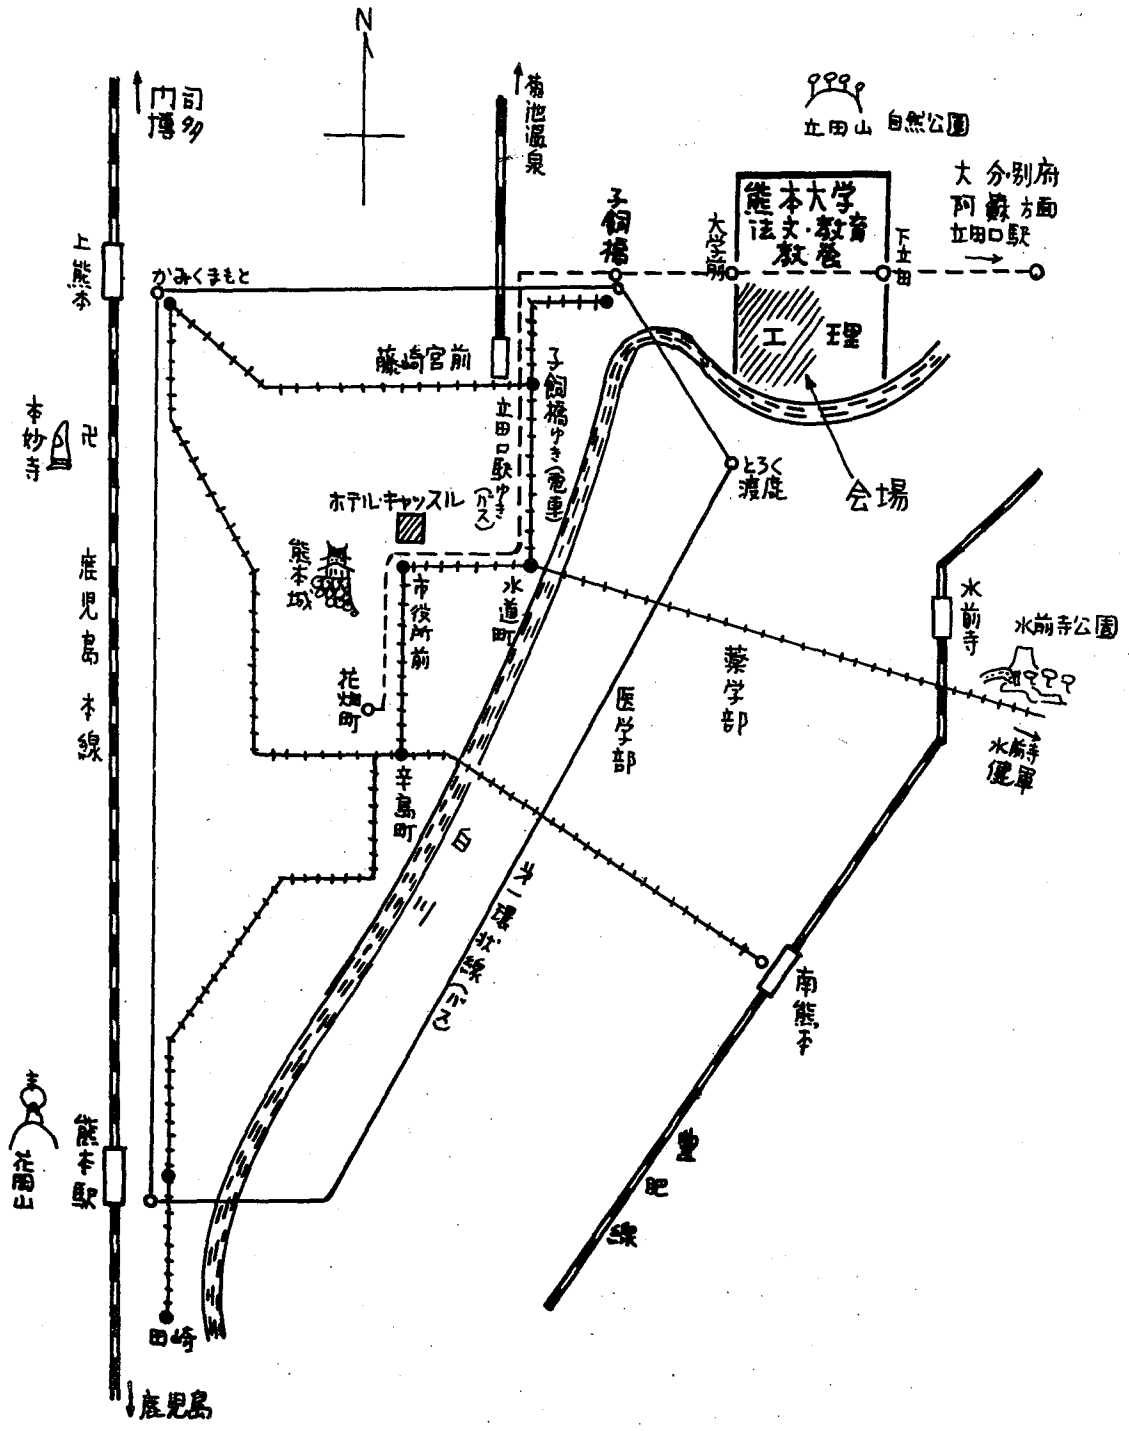 N
門司
博多
菊池温泉
立田山 自然公園
大分・別府
阿蘇方面
立田口駅
熊本大学
法文・教育
教養
工 理
大学前
下立田
子飼橋
上熊本
かみくまもと
藤崎宮前
子飼橋ゆき(電車)
立田口駅ゆき(バス)
本妙寺
卍
とろく
渡鹿
会場
ホテル・キャッスル
熊本城
市役所前
水道町
水前寺
水前寺公園
鹿児島本線
花畑町
薬学部
医学部
水前寺
健軍
辛島町
白川
第一環状線(バス)
南熊本
花岡山
熊本駅
豊肥線
田崎
鹿児島